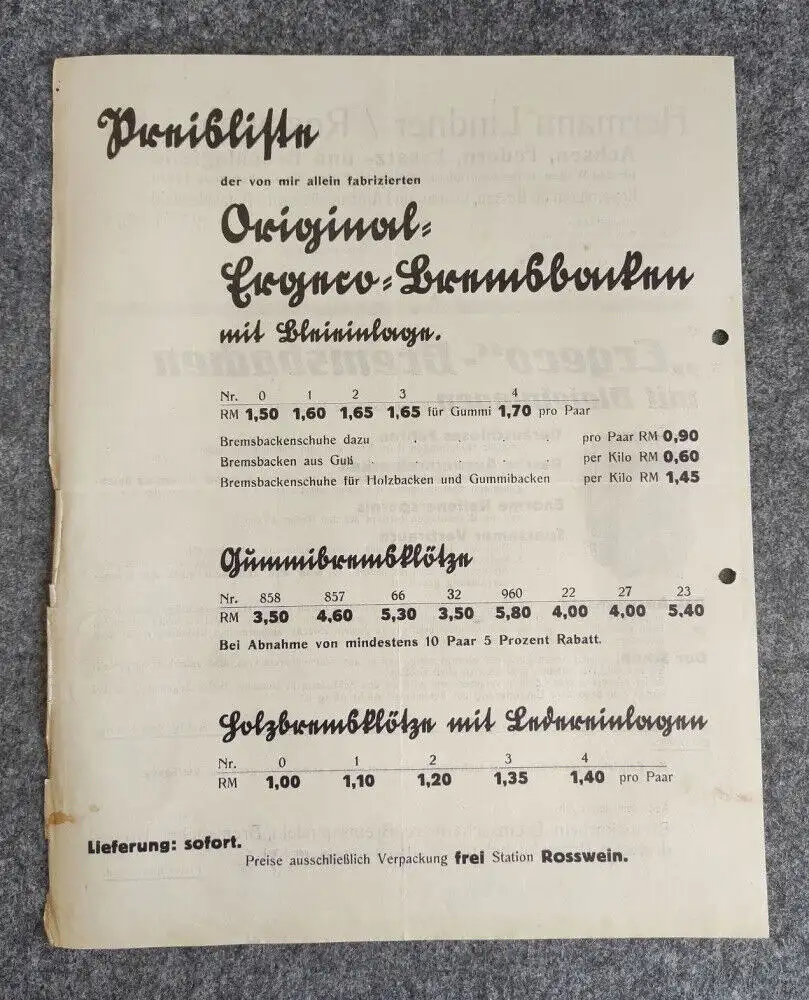 Preisliste
der von mir allein fabrizierten
Original-
Ergeco-Bremsbacken
mit Bleieinlage.
Nr. 0 1 2 3 4
RM 1,50 1,60 1,65 1,65 für Gummi 1,70 pro Paar
Bremsbackenschuhe dazu . . . . pro Paar RM 0,90
Bremsbacken aus Guß . . . . . per Kilo RM 0,60
Bremsbackenschuhe für Holzbacken und Gummibacken per Kilo RM 1,45
Gummibremsklötze
Nr. 858 857 66 32 960 22 27 23
RM 3,50 4,60 5,30 3,50 5,80 4,00 4,00 5,40
Bei Abnahme von mindestens 10 Paar 5 Prozent Rabatt.
Holzbremsklötze mit Ledereinlagen
Nr. 0 1 2 3 4
RM 1,00 1,10 1,20 1,35 1,40 pro Paar
Lieferung: sofort.
Preise ausschließlich Verpackung frei Station Rosswein.